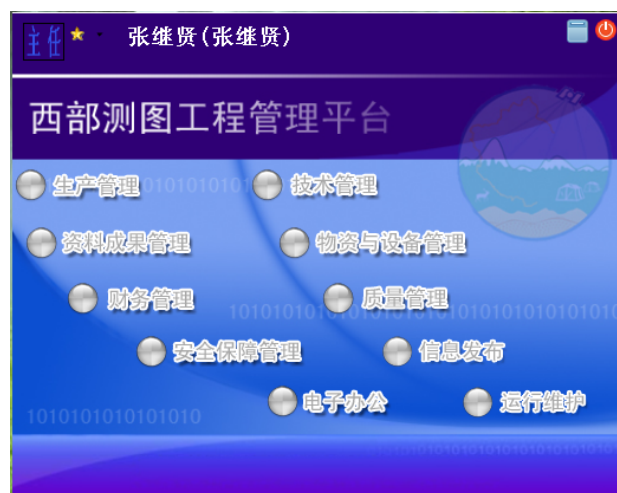 主任 张继贤(张继贤)
西部测图工程管理平台
生产管理 010101010101 技术管理
资料成果管理 物资与设备管理
财务管理 质量管理
安全保障管理 信息发布
电子办公 运行维护
1010101010101010